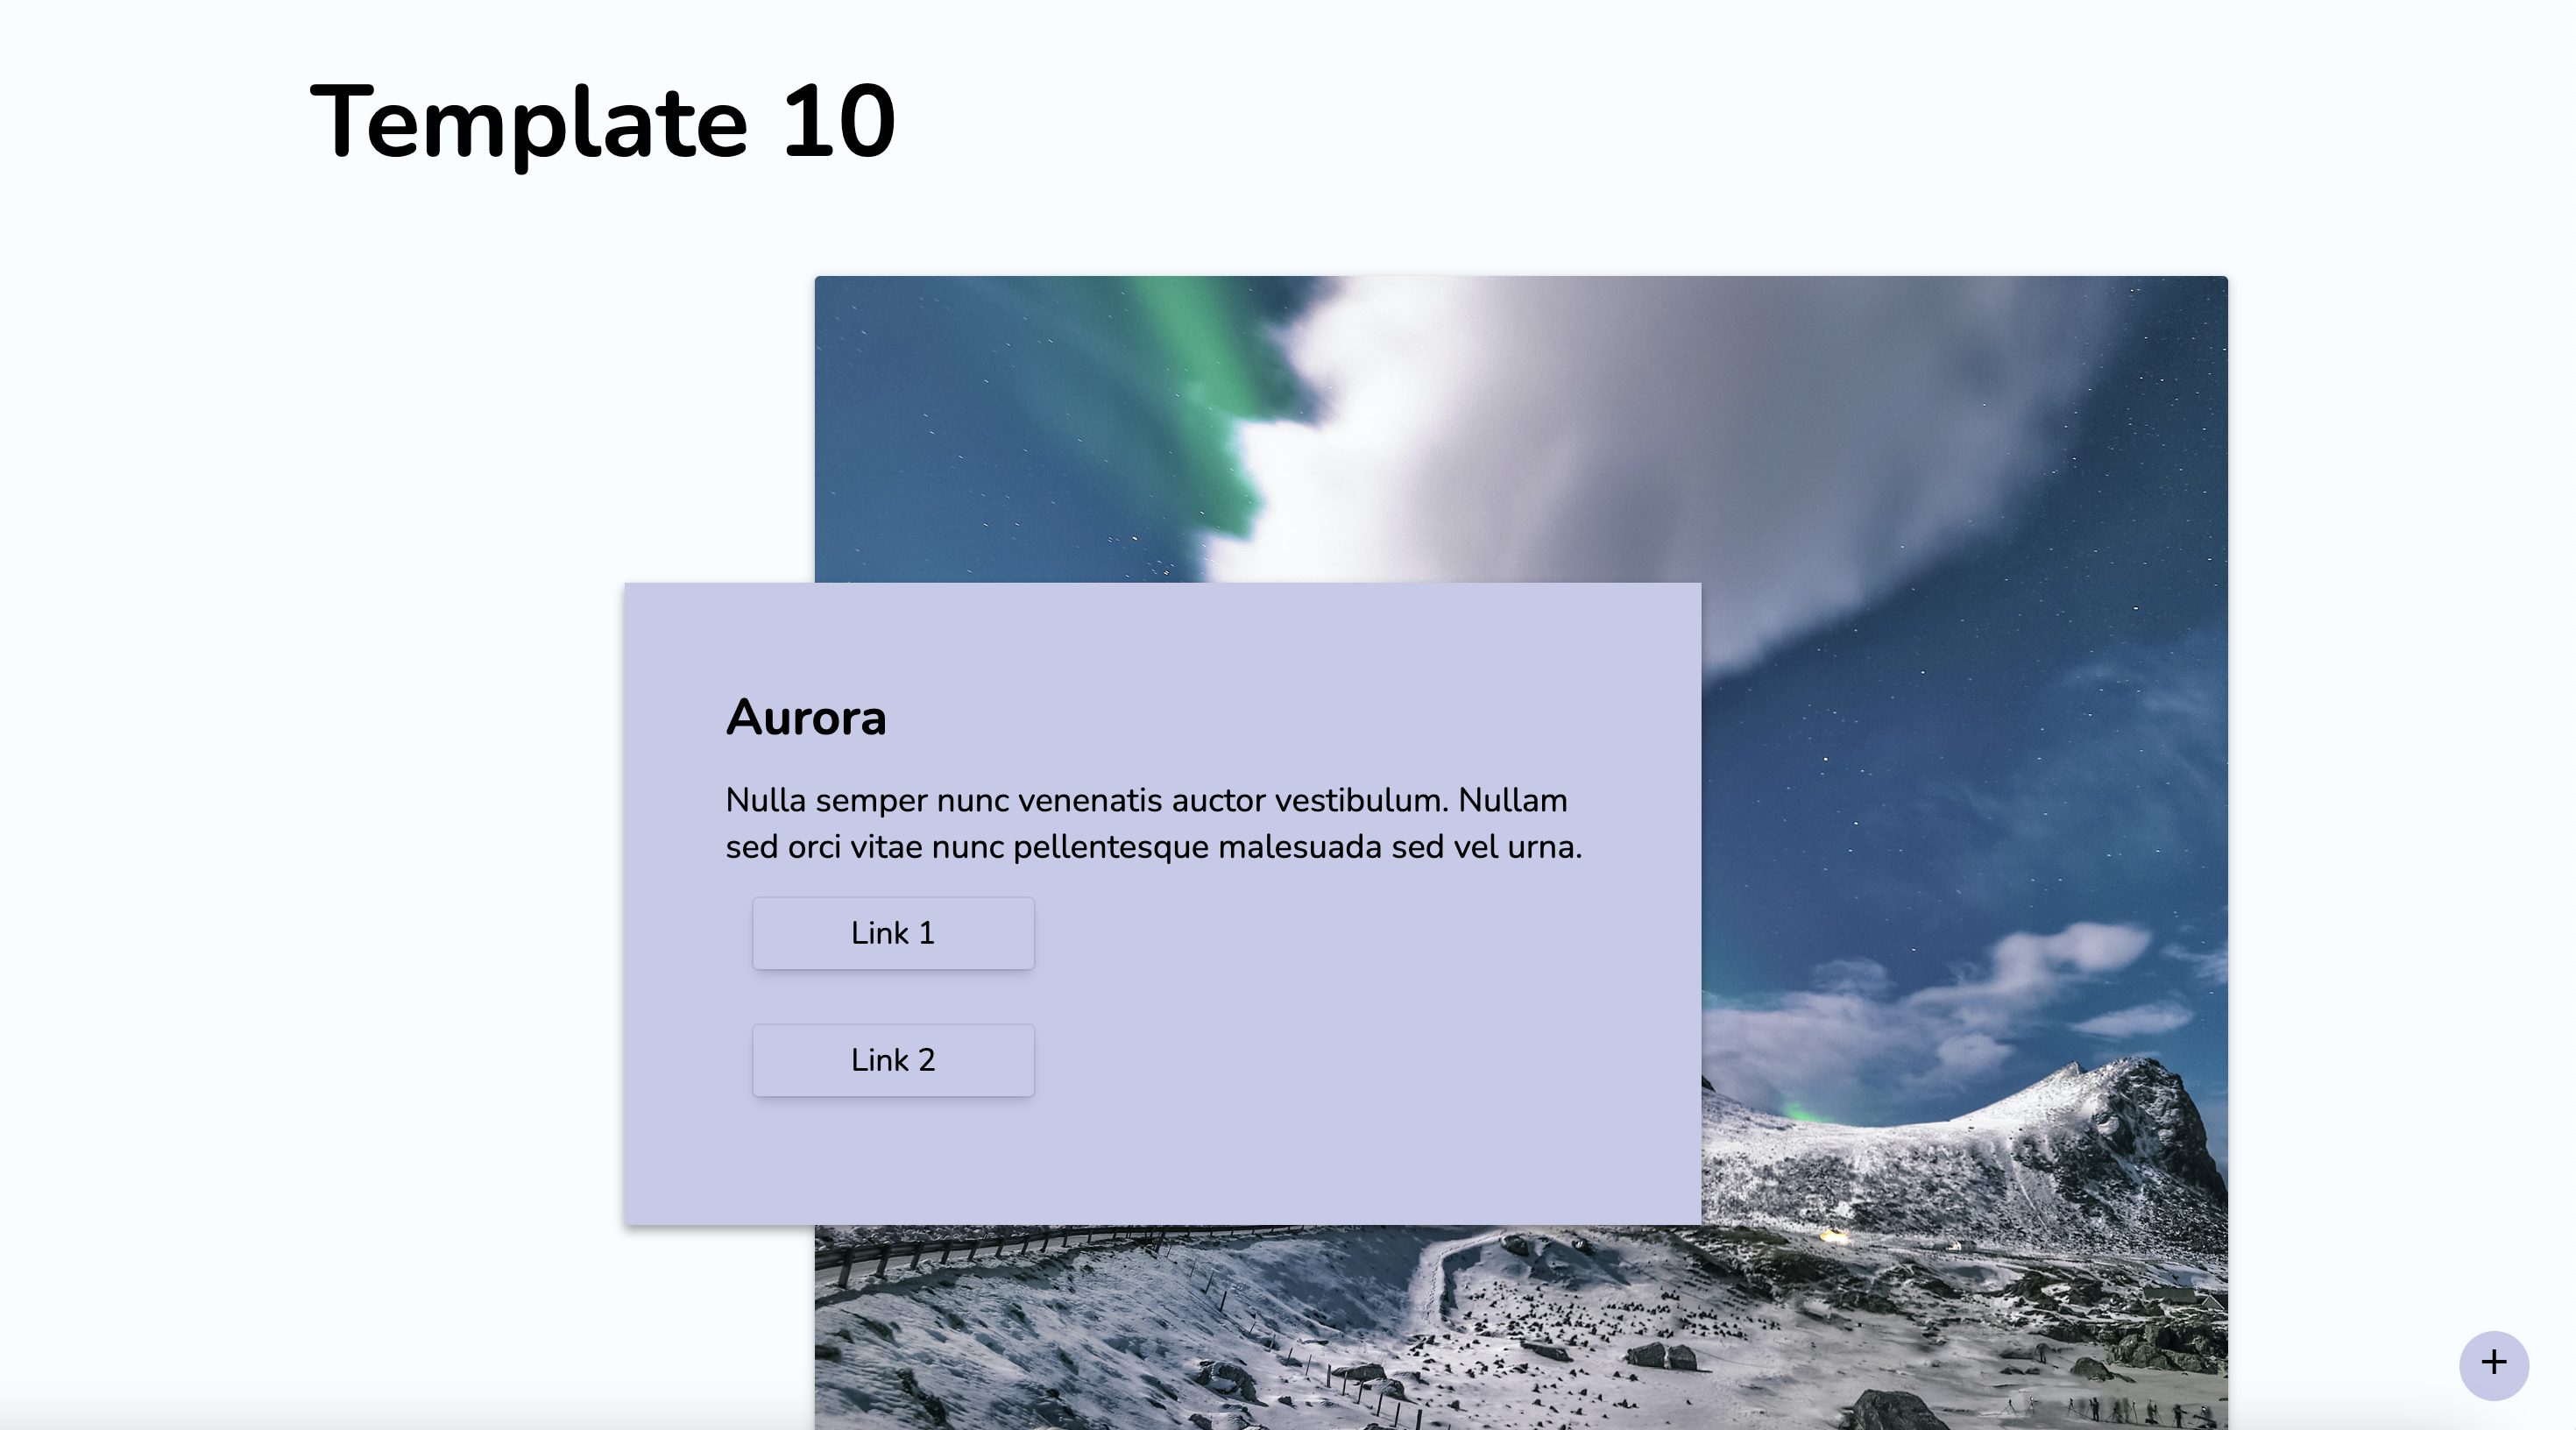 Template 10
Aurora
Nulla semper nunc venenatis auctor vestibulum. Nullam
sed orci vitae nunc pellentesque malesuada sed vel urna.
Link 1
Link 2
+